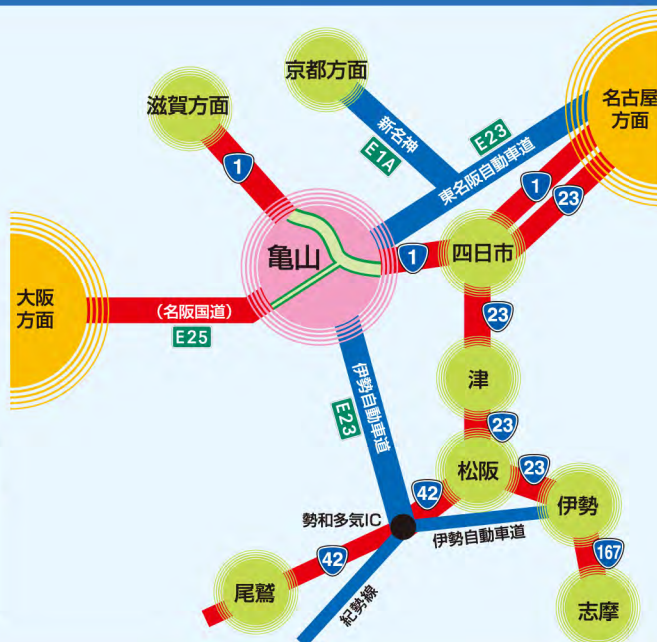 京都方面
滋賀方面
名古屋
方面
新名神
E1A
E23
東名阪自動車道
1
1
23
亀山
1
四日市
大阪
方面
(名阪国道)
E25
23
伊勢自動車道
E23
津
23
松阪
23
42
伊勢
勢和多気IC
伊勢自動車道
42
167
尾鷲
紀勢線
志摩